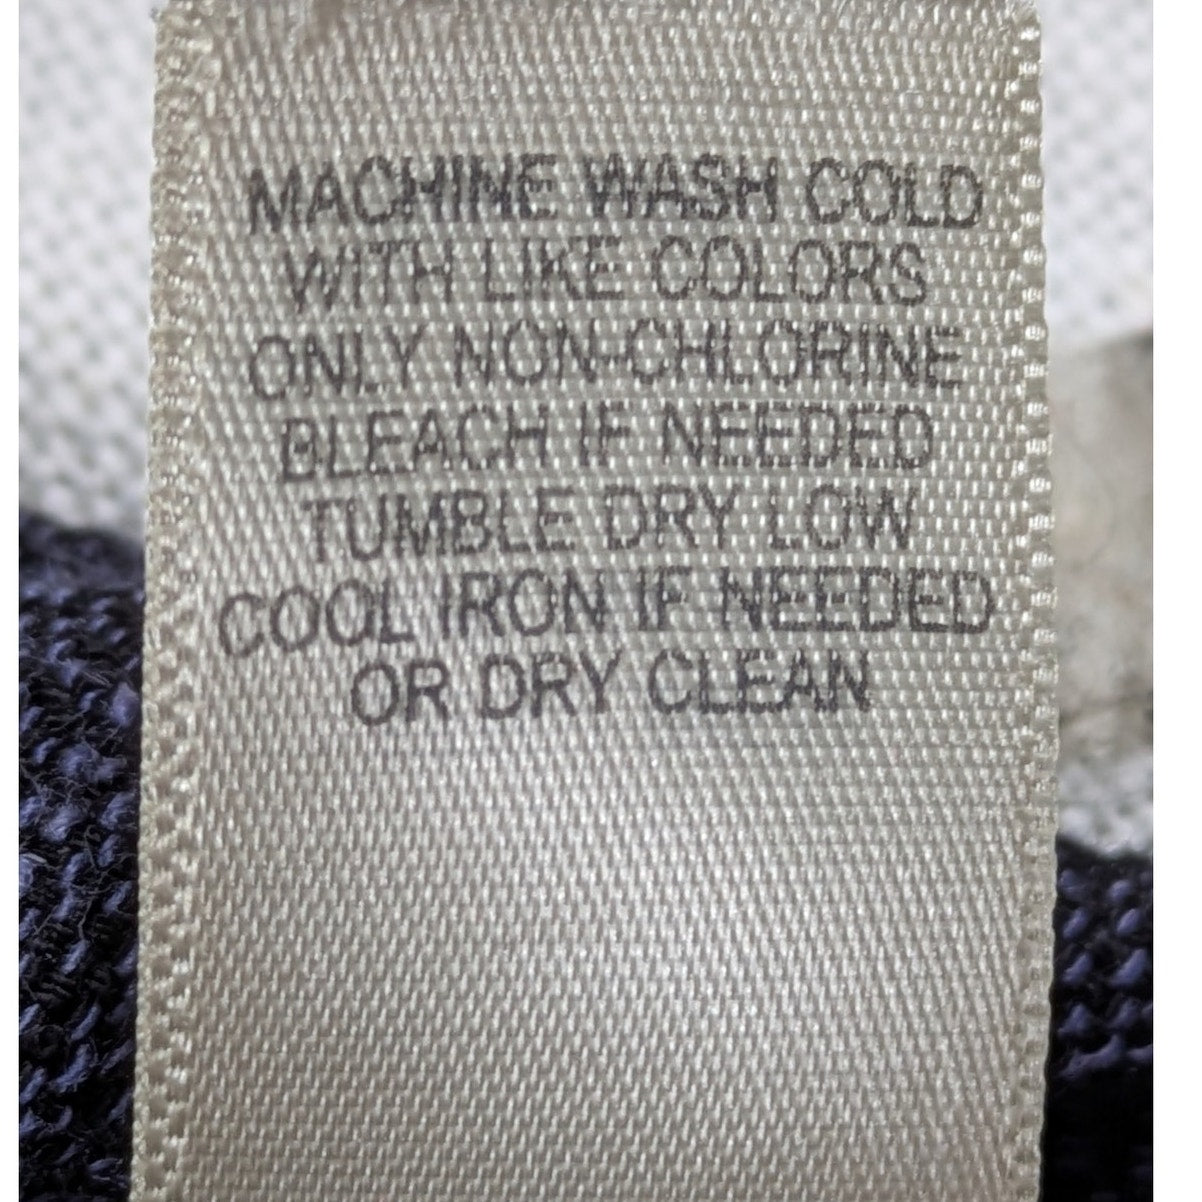 MACHINE WASH COLD
WITH LIKE COLORS
ONLY NON-CHLORINE
BLEACH IF NEEDED
TUMBLE DRY LOW
COOL IRON IF NEEDED
OR DRY CLEAN